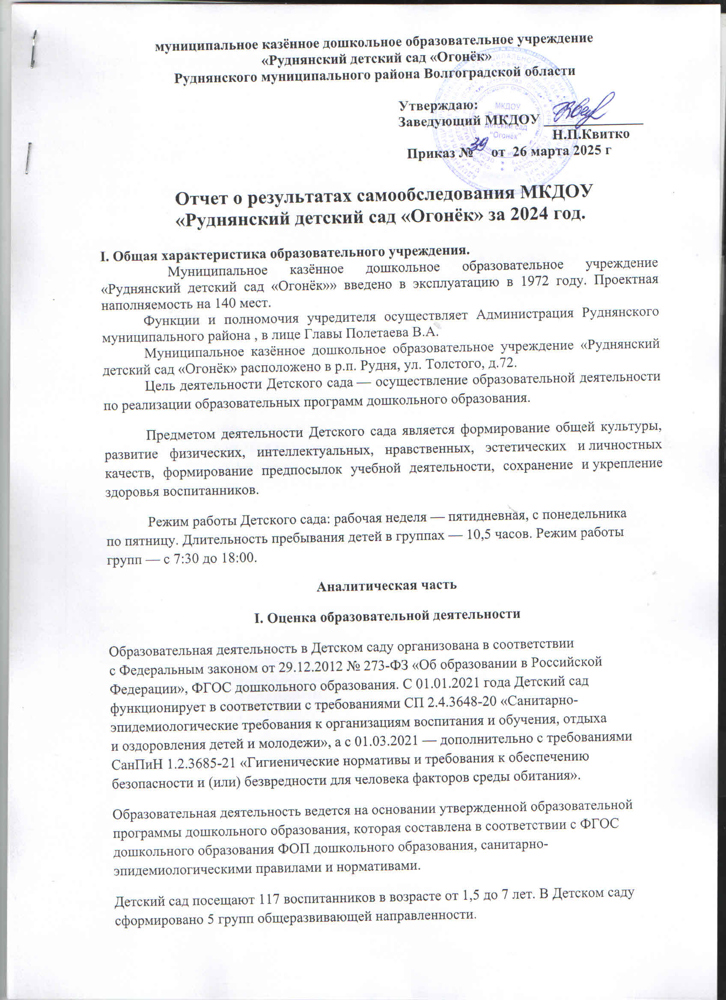 муниципальное казённое дошкольное образовательное учреждение
«Руднянский детский сад «Огонёк»
Руднянского муниципального района Волгоградской области
Утверждаю:
Заведующий МКДОУ
Н.П.Квитко
Приказ № 39 от 26 марта 2025 г
МКДОУ
детский сад
"Огонёк"
Отчет о результатах самообследования МКДОУ
«Руднянский детский сад «Огонёк» за 2024 год.
I. Общая характеристика образовательного учреждения.
Муниципальное казённое дошкольное образовательное учреждение
«Руднянский детский сад «Огонёк»» введено в эксплуатацию в 1972 году. Проектная
наполняемость на 140 мест.
Функции и полномочия учредителя осуществляет Администрация Руднянского
муниципального района , в лице Главы Полетаева В.А.
Муниципальное казённое дошкольное образовательное учреждение «Руднянский
детский сад «Огонёк» расположено в р.п. Рудня, ул. Толстого, д.72.
Цель деятельности Детского сада — осуществление образовательной деятельности
по реализации образовательных программ дошкольного образования.
Предметом деятельности Детского сада является формирование общей культуры,
развитие физических, интеллектуальных, нравственных, эстетических и личностных
качеств, формирование предпосылок учебной деятельности, сохранение и укрепление
здоровья воспитанников.
Режим работы Детского сада: рабочая неделя — пятидневная, с понедельника
по пятницу. Длительность пребывания детей в группах — 10,5 часов. Режим работы
групп — с 7:30 до 18:00.
Аналитическая часть
I. Оценка образовательной деятельности
Образовательная деятельность в Детском саду организована в соответствии
с Федеральным законом от 29.12.2012 № 273-ФЗ «Об образовании в Российской
Федерации», ФГОС дошкольного образования. С 01.01.2021 года Детский сад
функционирует в соответствии с требованиями СП 2.4.3648-20 «Санитарно-
эпидемиологические требования к организациям воспитания и обучения, отдыха
и оздоровления детей и молодежи», а с 01.03.2021 — дополнительно с требованиями
СанПиН 1.2.3685-21 «Гигиенические нормативы и требования к обеспечению
безопасности и (или) безвредности для человека факторов среды обитания».
Образовательная деятельность ведется на основании утвержденной образовательной
программы дошкольного образования, которая составлена в соответствии с ФГОС
дошкольного образования ФОП дошкольного образования, санитарно-
эпидемиологическими правилами и нормативами.
Детский сад посещают 117 воспитанников в возрасте от 1,5 до 7 лет. В Детском саду
сформировано 5 групп общеразвивающей направленности.